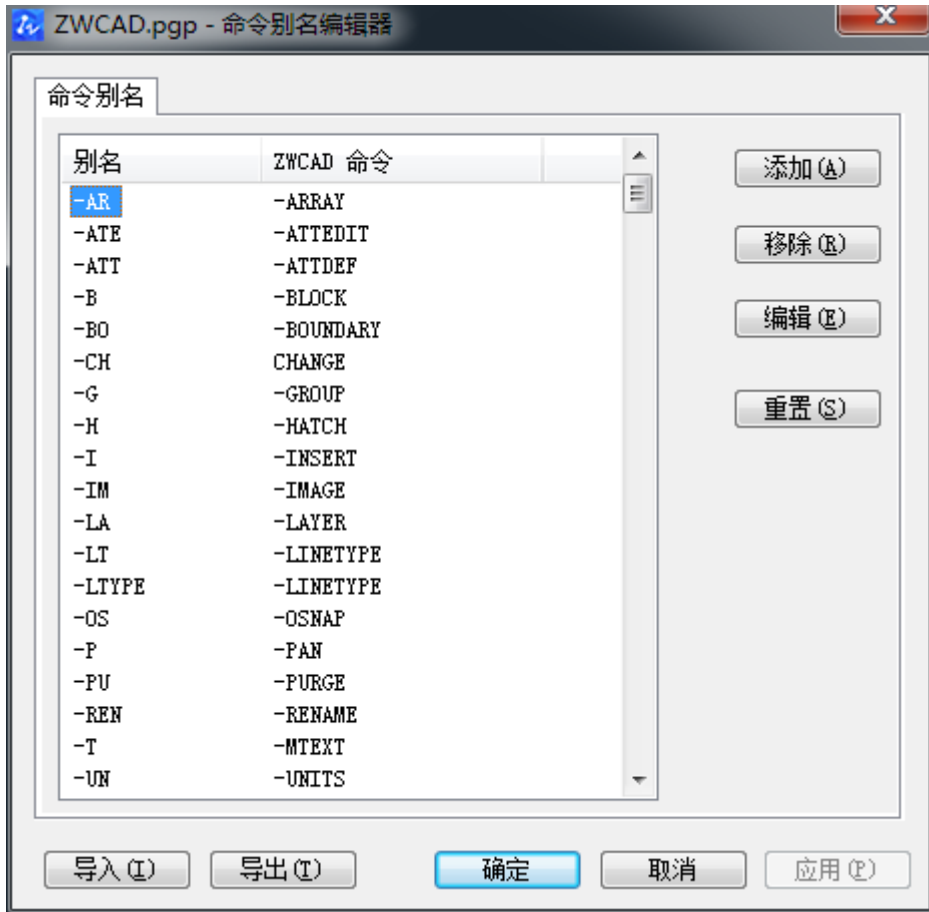 ZWCAD.pgp - 命令别名编辑器
命令别名
别名 ZWCAD 命令
-AR -ARRAY
-ATE -ATTEDIT
-ATT -ATTDEF
-B -BLOCK
-BO -BOUNDARY
-CH CHANGE
-G -GROUP
-H -HATCH
-I -INSERT
-IM -IMAGE
-LA -LAYER
-LT -LINETYPE
-LTYPE -LINETYPE
-OS -OSNAP
-P -PAN
-PU -PURGE
-REN -RENAME
-T -MTEXT
-UN -UNITS
添加(A)
移除(R)
编辑(E)
重置(S)
导入(I) 导出(T) 确定 取消 应用(P)